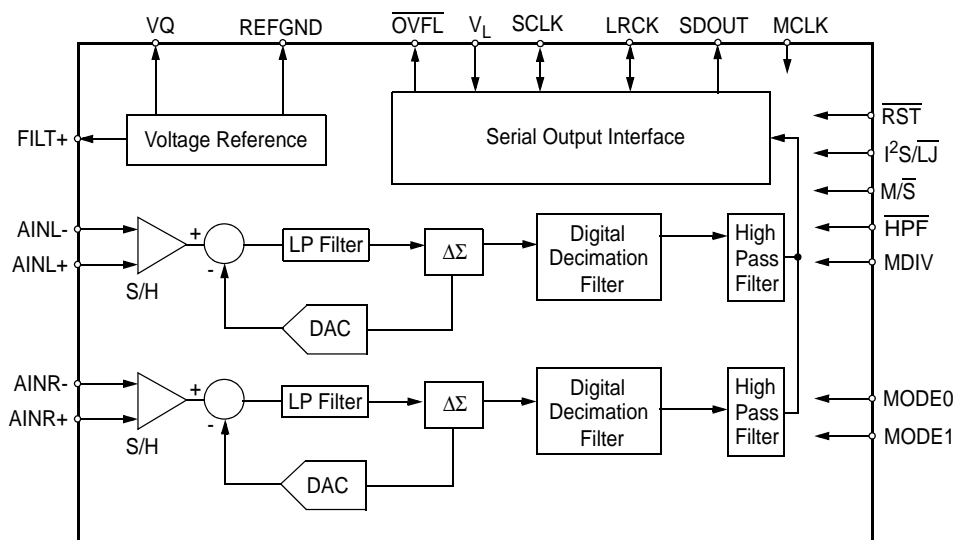 VQ REFGND OVFL VL SCLK LRCK SDOUT MCLK
FILT+
Voltage Reference
Serial Output Interface
RST
I²S/LJ
M/S
HPF
MDIV
AINL-
AINL+
+
-
S/H
LP Filter
ΔΣ
DAC
Digital
Decimation
Filter
High
Pass
Filter
AINR-
AINR+
+
-
S/H
LP Filter
ΔΣ
DAC
Digital
Decimation
Filter
High
Pass
Filter
MODE0
MODE1